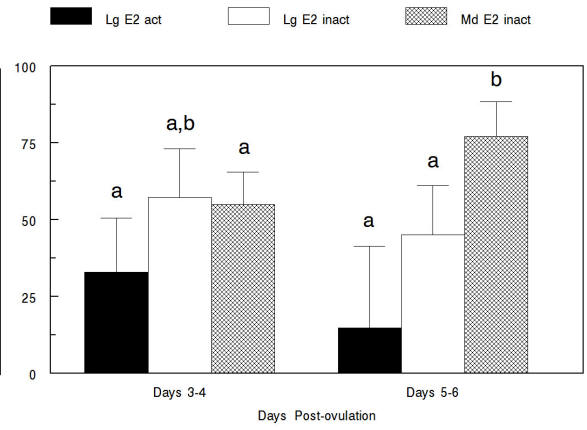 Lg E2 act Lg E2 inact Md E2 inact
100
75
50
25
0
a a,b a
a a b
Days 3-4 Days 5-6
Days Post-ovulation